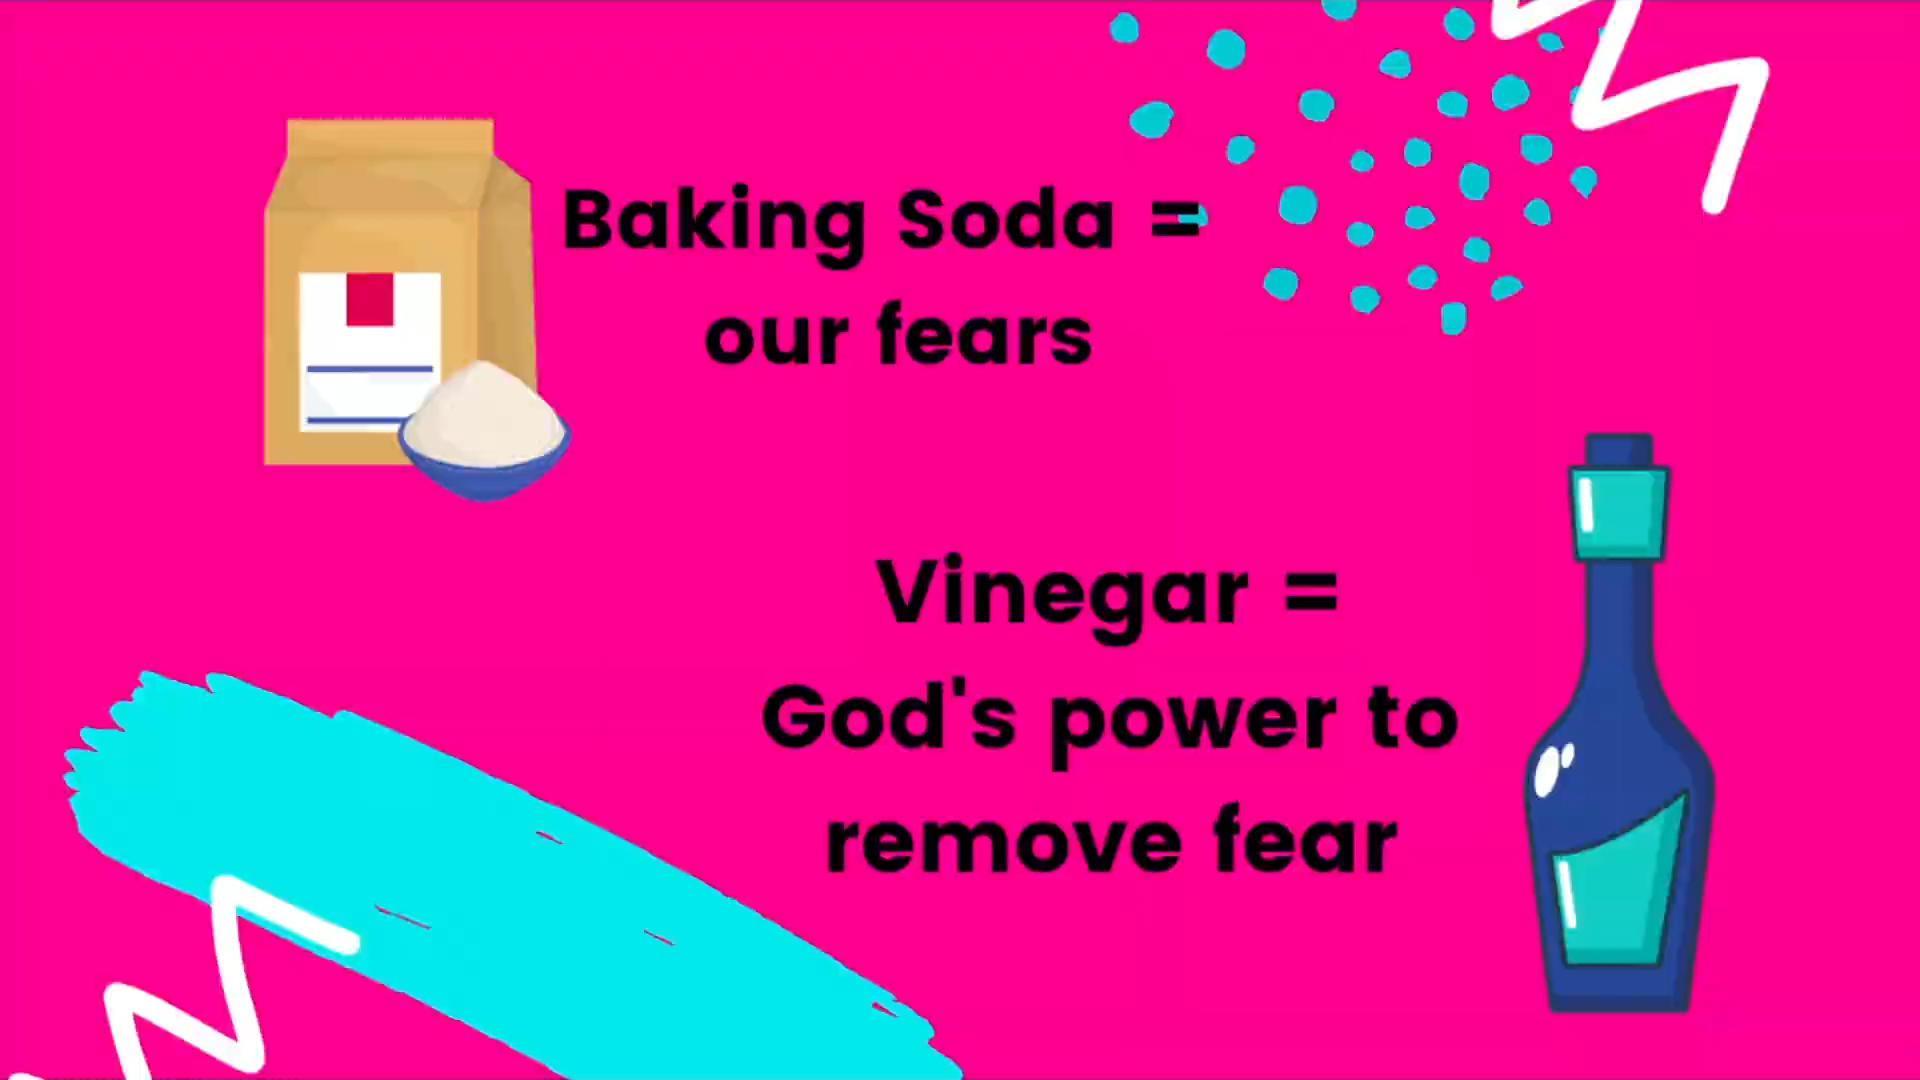 Baking Soda =
our fears
Vinegar =
God's power to
remove fear